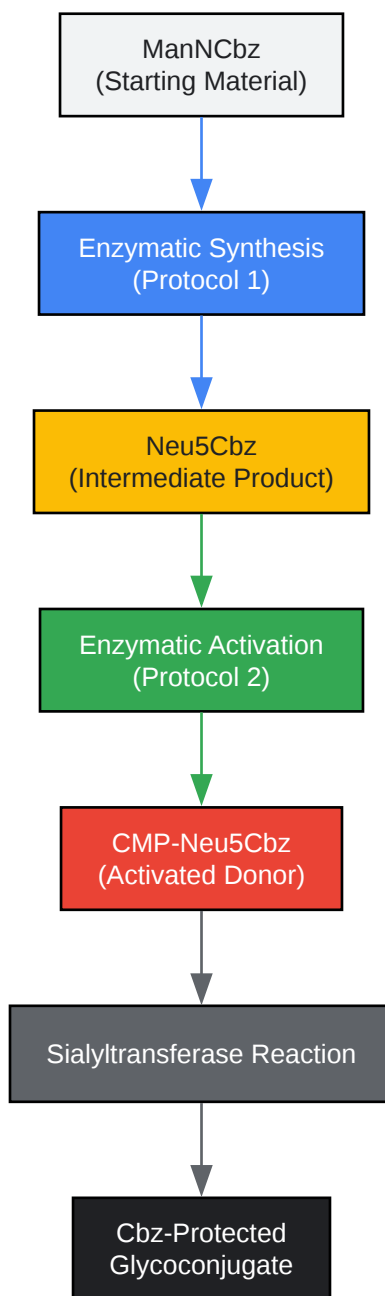 ManNCbz
(Starting Material)
Enzymatic Synthesis
(Protocol 1)
Neu5Cbz
(Intermediate Product)
Enzymatic Activation
(Protocol 2)
CMP-Neu5Cbz
(Activated Donor)
Sialyltransferase Reaction
Cbz-Protected
Glycoconjugate